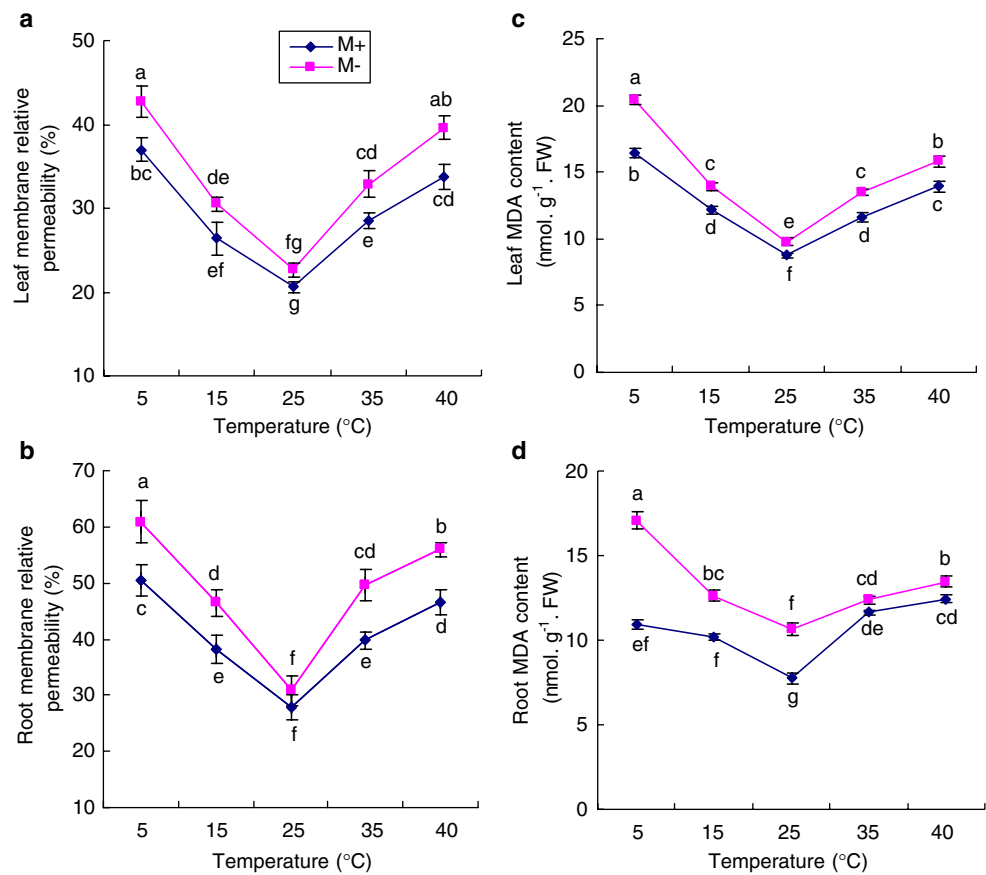 a
Leaf membrane relative
permeability (%)
50
40
30
20
10
M+
M-
a
bc
de
ef
fg
g
cd
e
ab
cd
5 15 25 35 40
Temperature (°C)
c
Leaf MDA content
(nmol. g⁻¹. FW)
25
20
15
10
5
0
a
b
c
d
e
f
c
d
b
c
5 15 25 35 40
Temperature (°C)
b
Root membrane relative
permeability (%)
70
60
50
40
30
20
10
a
c
d
e
f
f
cd
e
b
d
5 15 25 35 40
Temperature (°C)
d
Root MDA content
(nmol. g⁻¹. FW)
20
15
10
5
0
a
ef
bc
f
f
g
cd
de
b
cd
5 15 25 35 40
Temperature (°C)